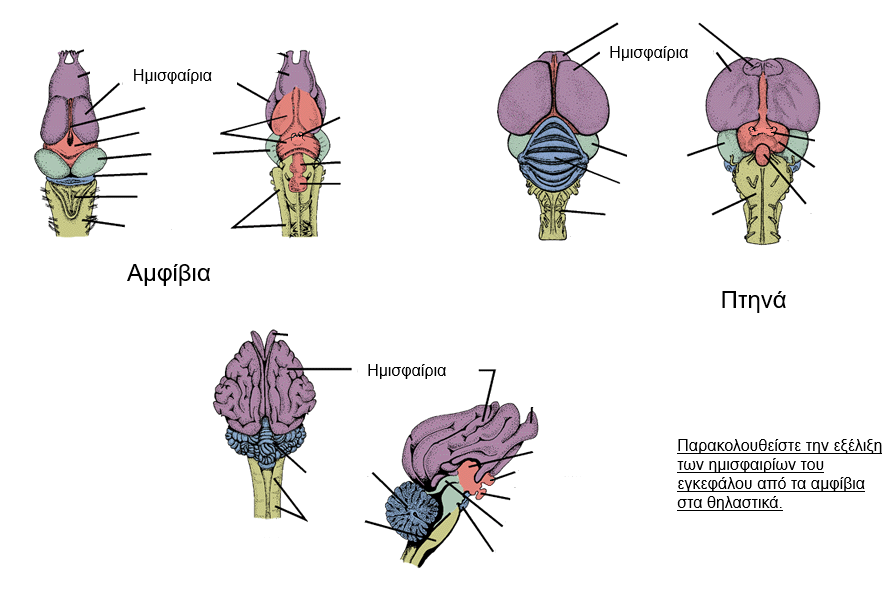 Ημισφαίρια
Ημισφαίρια
Αμφίβια
Πτηνά
Ημισφαίρια
Παρακολουθείστε την εξέλιξη
των ημισφαιρίων του
εγκεφάλου από τα αμφίβια
στα θηλαστικά.